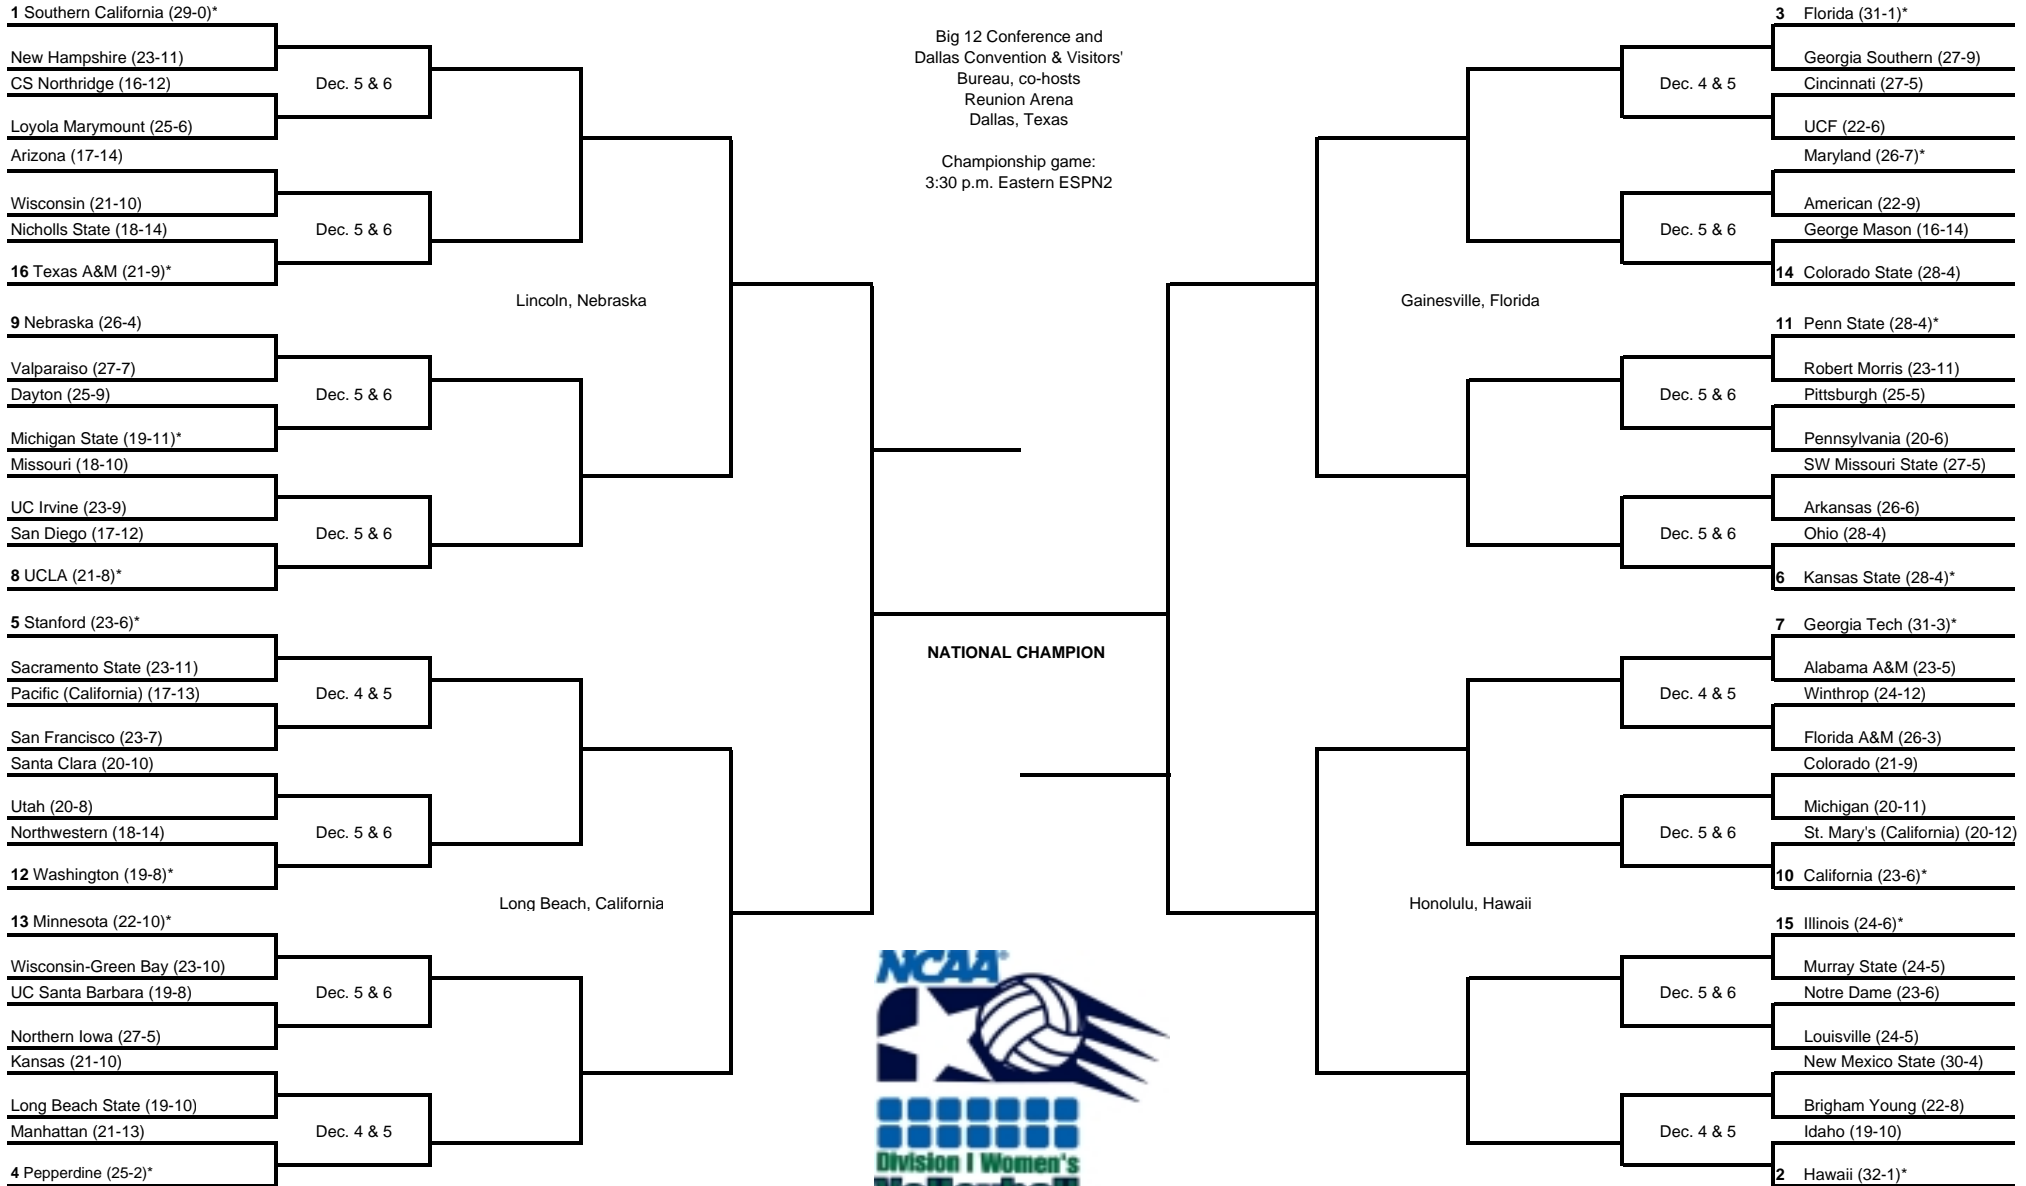 1 Southern California (29-0)*
New Hampshire (23-11)
CS Northridge (16-12)
Dec. 5 & 6
Loyola Marymount (25-6)
Arizona (17-14)
Wisconsin (21-10)
Nicholls State (18-14)
Dec. 5 & 6
16 Texas A&M (21-9)*
Lincoln, Nebraska
9 Nebraska (26-4)
Valparaiso (27-7)
Dayton (25-9)
Dec. 5 & 6
Michigan State (19-11)*
Missouri (18-10)
UC Irvine (23-9)
San Diego (17-12)
Dec. 5 & 6
8 UCLA (21-8)*
5 Stanford (23-6)*
Sacramento State (23-11)
Pacific (California) (17-13)
Dec. 4 & 5
San Francisco (23-7)
Santa Clara (20-10)
Utah (20-8)
Northwestern (18-14)
Dec. 5 & 6
12 Washington (19-8)*
Long Beach, California
13 Minnesota (22-10)*
Wisconsin-Green Bay (23-10)
UC Santa Barbara (19-8)
Dec. 5 & 6
Northern Iowa (27-5)
Kansas (21-10)
Long Beach State (19-10)
Manhattan (21-13)
Dec. 4 & 5
4 Pepperdine (25-2)*
Big 12 Conference and
Dallas Convention & Visitors'
Bureau, co-hosts
Reunion Arena
Dallas, Texas
Championship game:
3:30 p.m. Eastern ESPN2
NATIONAL CHAMPION
NCAA®
Division I Women's
Volleyball
3 Florida (31-1)*
Georgia Southern (27-9)
Dec. 4 & 5
Cincinnati (27-5)
UCF (22-6)
Maryland (26-7)*
American (22-9)
Dec. 5 & 6
George Mason (16-14)
14 Colorado State (28-4)
Gainesville, Florida
11 Penn State (28-4)*
Robert Morris (23-11)
Dec. 5 & 6
Pittsburgh (25-5)
Pennsylvania (20-6)
SW Missouri State (27-5)
Arkansas (26-6)
Dec. 5 & 6
Ohio (28-4)
6 Kansas State (28-4)*
7 Georgia Tech (31-3)*
Alabama A&M (23-5)
Dec. 4 & 5
Winthrop (24-12)
Florida A&M (26-3)
Colorado (21-9)
Michigan (20-11)
Dec. 5 & 6
St. Mary's (California) (20-12)
10 California (23-6)*
Honolulu, Hawaii
15 Illinois (24-6)*
Murray State (24-5)
Dec. 5 & 6
Notre Dame (23-6)
Louisville (24-5)
New Mexico State (30-4)
Brigham Young (22-8)
Dec. 4 & 5
Idaho (19-10)
2 Hawaii (32-1)*